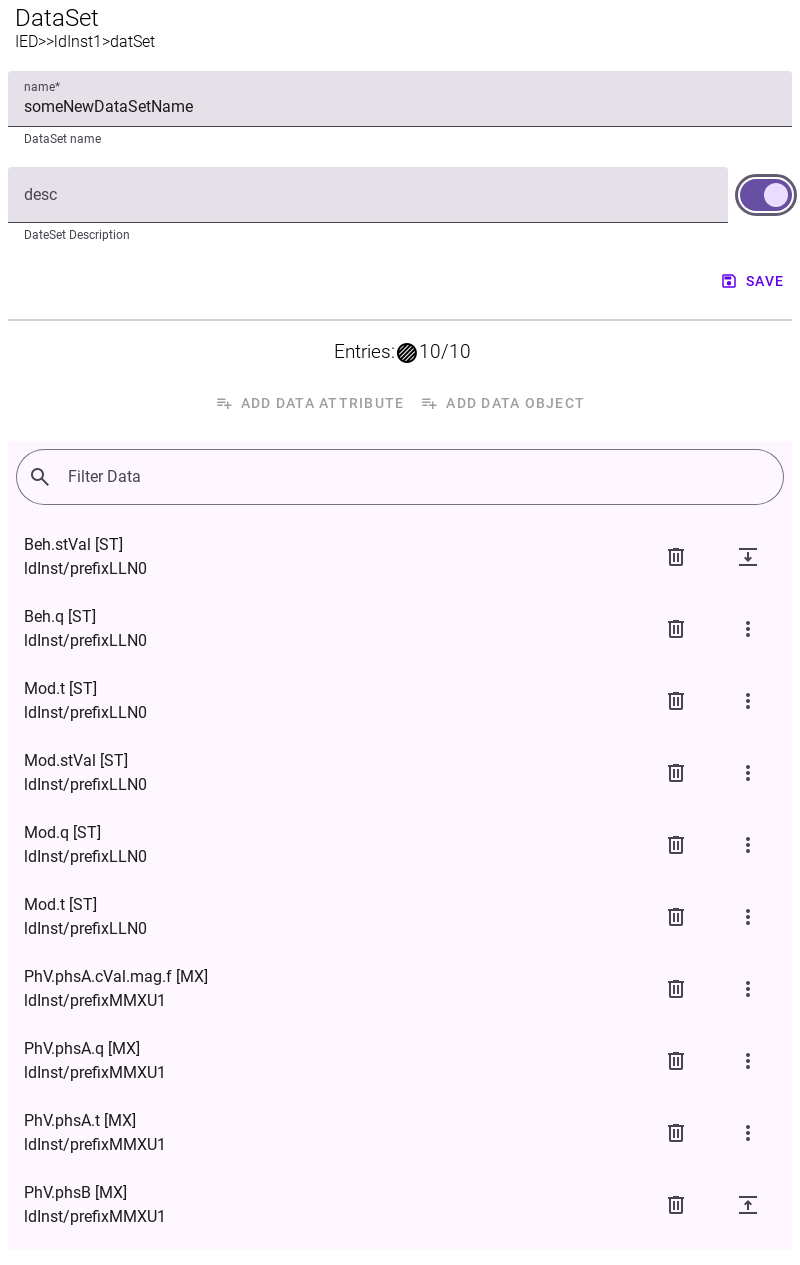 DataSet
IED>>ldInst1>datSet
name*
someNewDataSetName
DataSet name
desc
DateSet Description
SAVE
Entries: 10/10
ADD DATA ATTRIBUTE ADD DATA OBJECT
Filter Data
Beh.stVal [ST]
ldInst/prefixLLN0
Beh.q [ST]
ldInst/prefixLLN0
Mod.t [ST]
ldInst/prefixLLN0
Mod.stVal [ST]
ldInst/prefixLLN0
Mod.q [ST]
ldInst/prefixLLN0
Mod.t [ST]
ldInst/prefixLLN0
PhV.phsA.cVal.mag.f [MX]
ldInst/prefixMMXU1
PhV.phsA.q [MX]
ldInst/prefixMMXU1
PhV.phsA.t [MX]
ldInst/prefixMMXU1
PhV.phsB [MX]
ldInst/prefixMMXU1